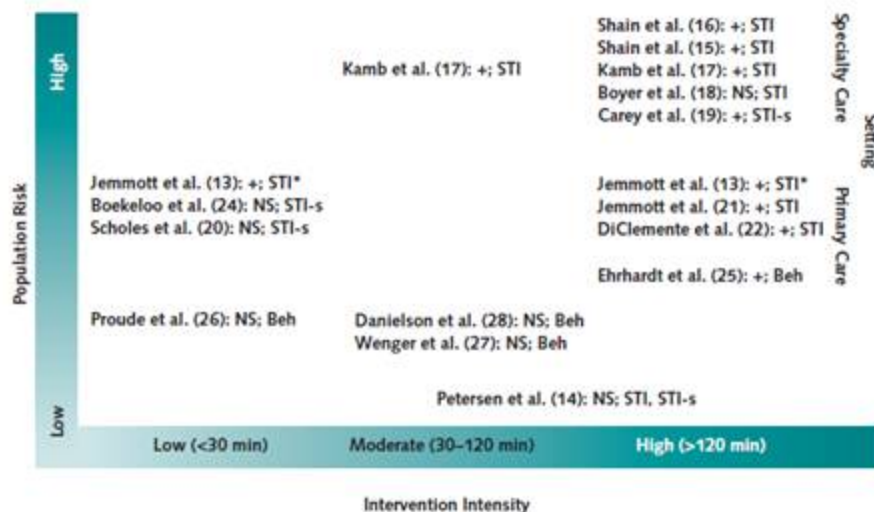 High
Low
Population Risk
Kamb et al. (17): +; STI
Shain et al. (16): +; STI
Shain et al. (15): +; STI
Kamb et al. (17): +; STI
Boyer et al. (18): NS; STI
Carey et al. (19): +; STI-s
Specialty Care
Setting
Jemmott et al. (13): +; STI*
Boekeloo et al. (24): NS; STI-s
Scholes et al. (20): NS; STI-s
Jemmott et al. (13): +; STI*
Jemmott et al. (21): +; STI
DiClemente et al. (22): +; STI
Primary Care
Ehrhardt et al. (25): +; Beh
Proude et al. (26): NS; Beh
Danielson et al. (28): NS; Beh
Wenger et al. (27): NS; Beh
Petersen et al. (14): NS; STI, STI-s
Low (<30 min)
Moderate (30–120 min)
High (>120 min)
Intervention Intensity